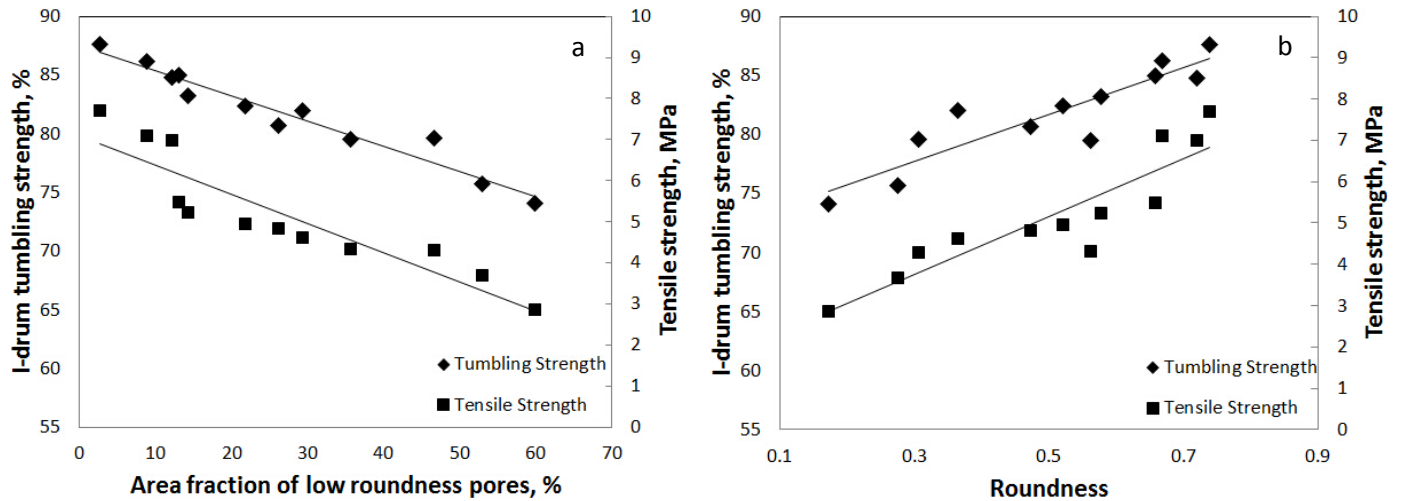 a
I-drum tumbling strength, %
90
85
80
75
70
65
60
55
10
9
8
7
6
5
4
3
2
1
0
Tensile strength, MPa
Tumbling Strength
Tensile Strength
0 10 20 30 40 50 60 70
Area fraction of low roundness pores, %
b
I-drum tumbling strength, %
90
85
80
75
70
65
60
55
10
9
8
7
6
5
4
3
2
1
0
Tensile strength, MPa
Tumbling Strength
Tensile Strength
0.1 0.3 0.5 0.7 0.9
Roundness